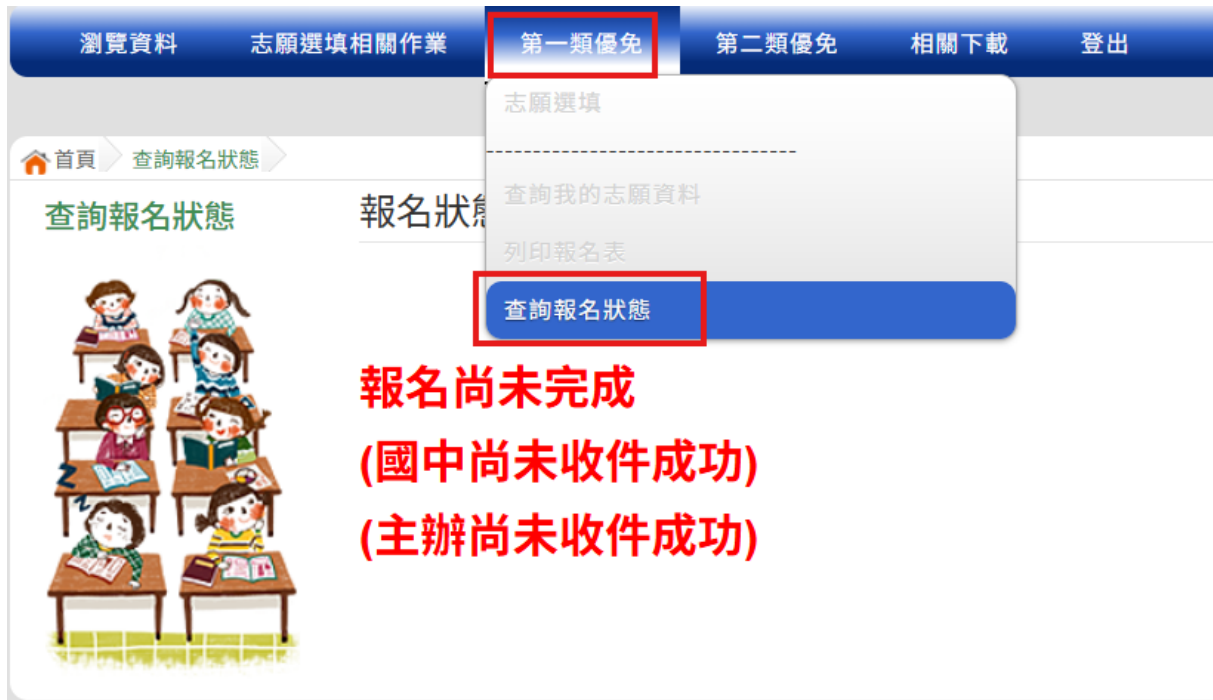 瀏覽資料 志願選填相關作業 第一類優免 第二類優免 相關下載 登出
志願選填
---------------------------------
首頁 查詢報名狀態
查詢我的志願資料
查詢報名狀態
報名狀態
列印報名表
查詢報名狀態
報名尚未完成
(國中尚未收件成功)
(主辦尚未收件成功)